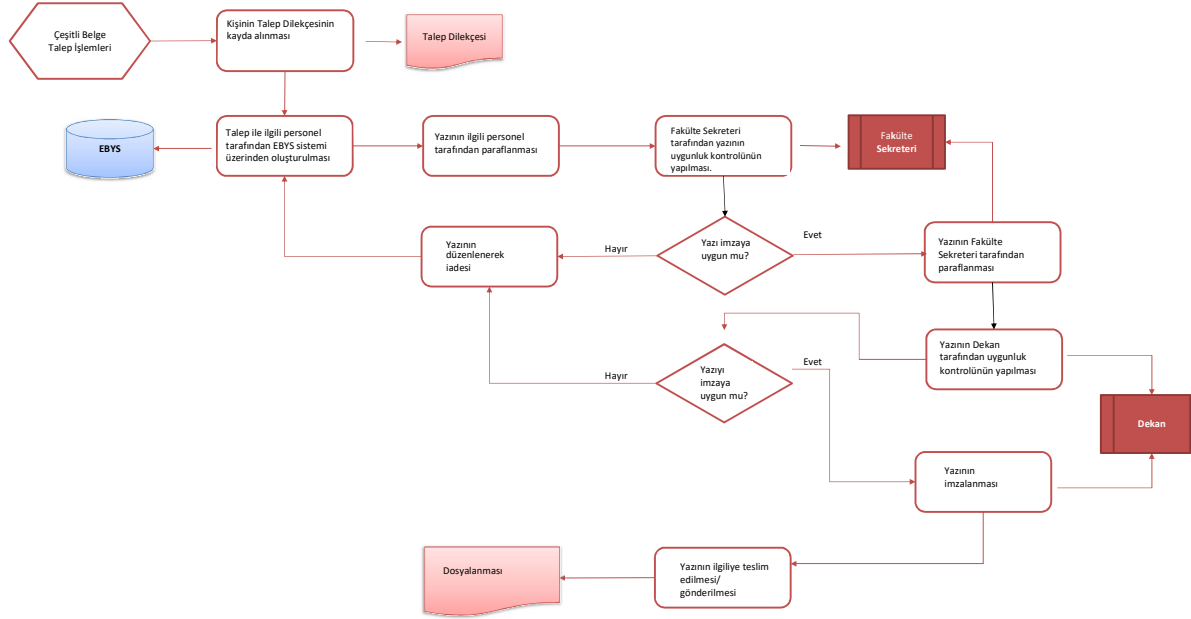 Çeşitli Belge
Talep İşlemleri
Kişinin Talep Dilekçesinin
kayda alınması
Talep Dilekçesi
EBYS
Talep ile ilgili personel
tarafından EBYS sistemi
üzerinden oluşturulması
Yazının ilgili personel
tarafından paraflanması
Fakülte Sekreteri
tarafından yazının
uygunluk kontrolünün
yapılması.
Fakülte
Sekreteri
Yazının
düzenlenerek
iadesi
Hayır
Yazı imzaya
uygun mu?
Evet
Yazının Fakülte
Sekreteri tarafından
paraflanması
Yazının Dekan
tarafından uygunluk
kontrolünün yapılması
Hayır
Yazıyı
imzaya
uygun mu?
Evet
Dekan
Yazının
imzalanması
Yazının ilgiliye teslim
edilmesi/
gönderilmesi
Dosyalanması